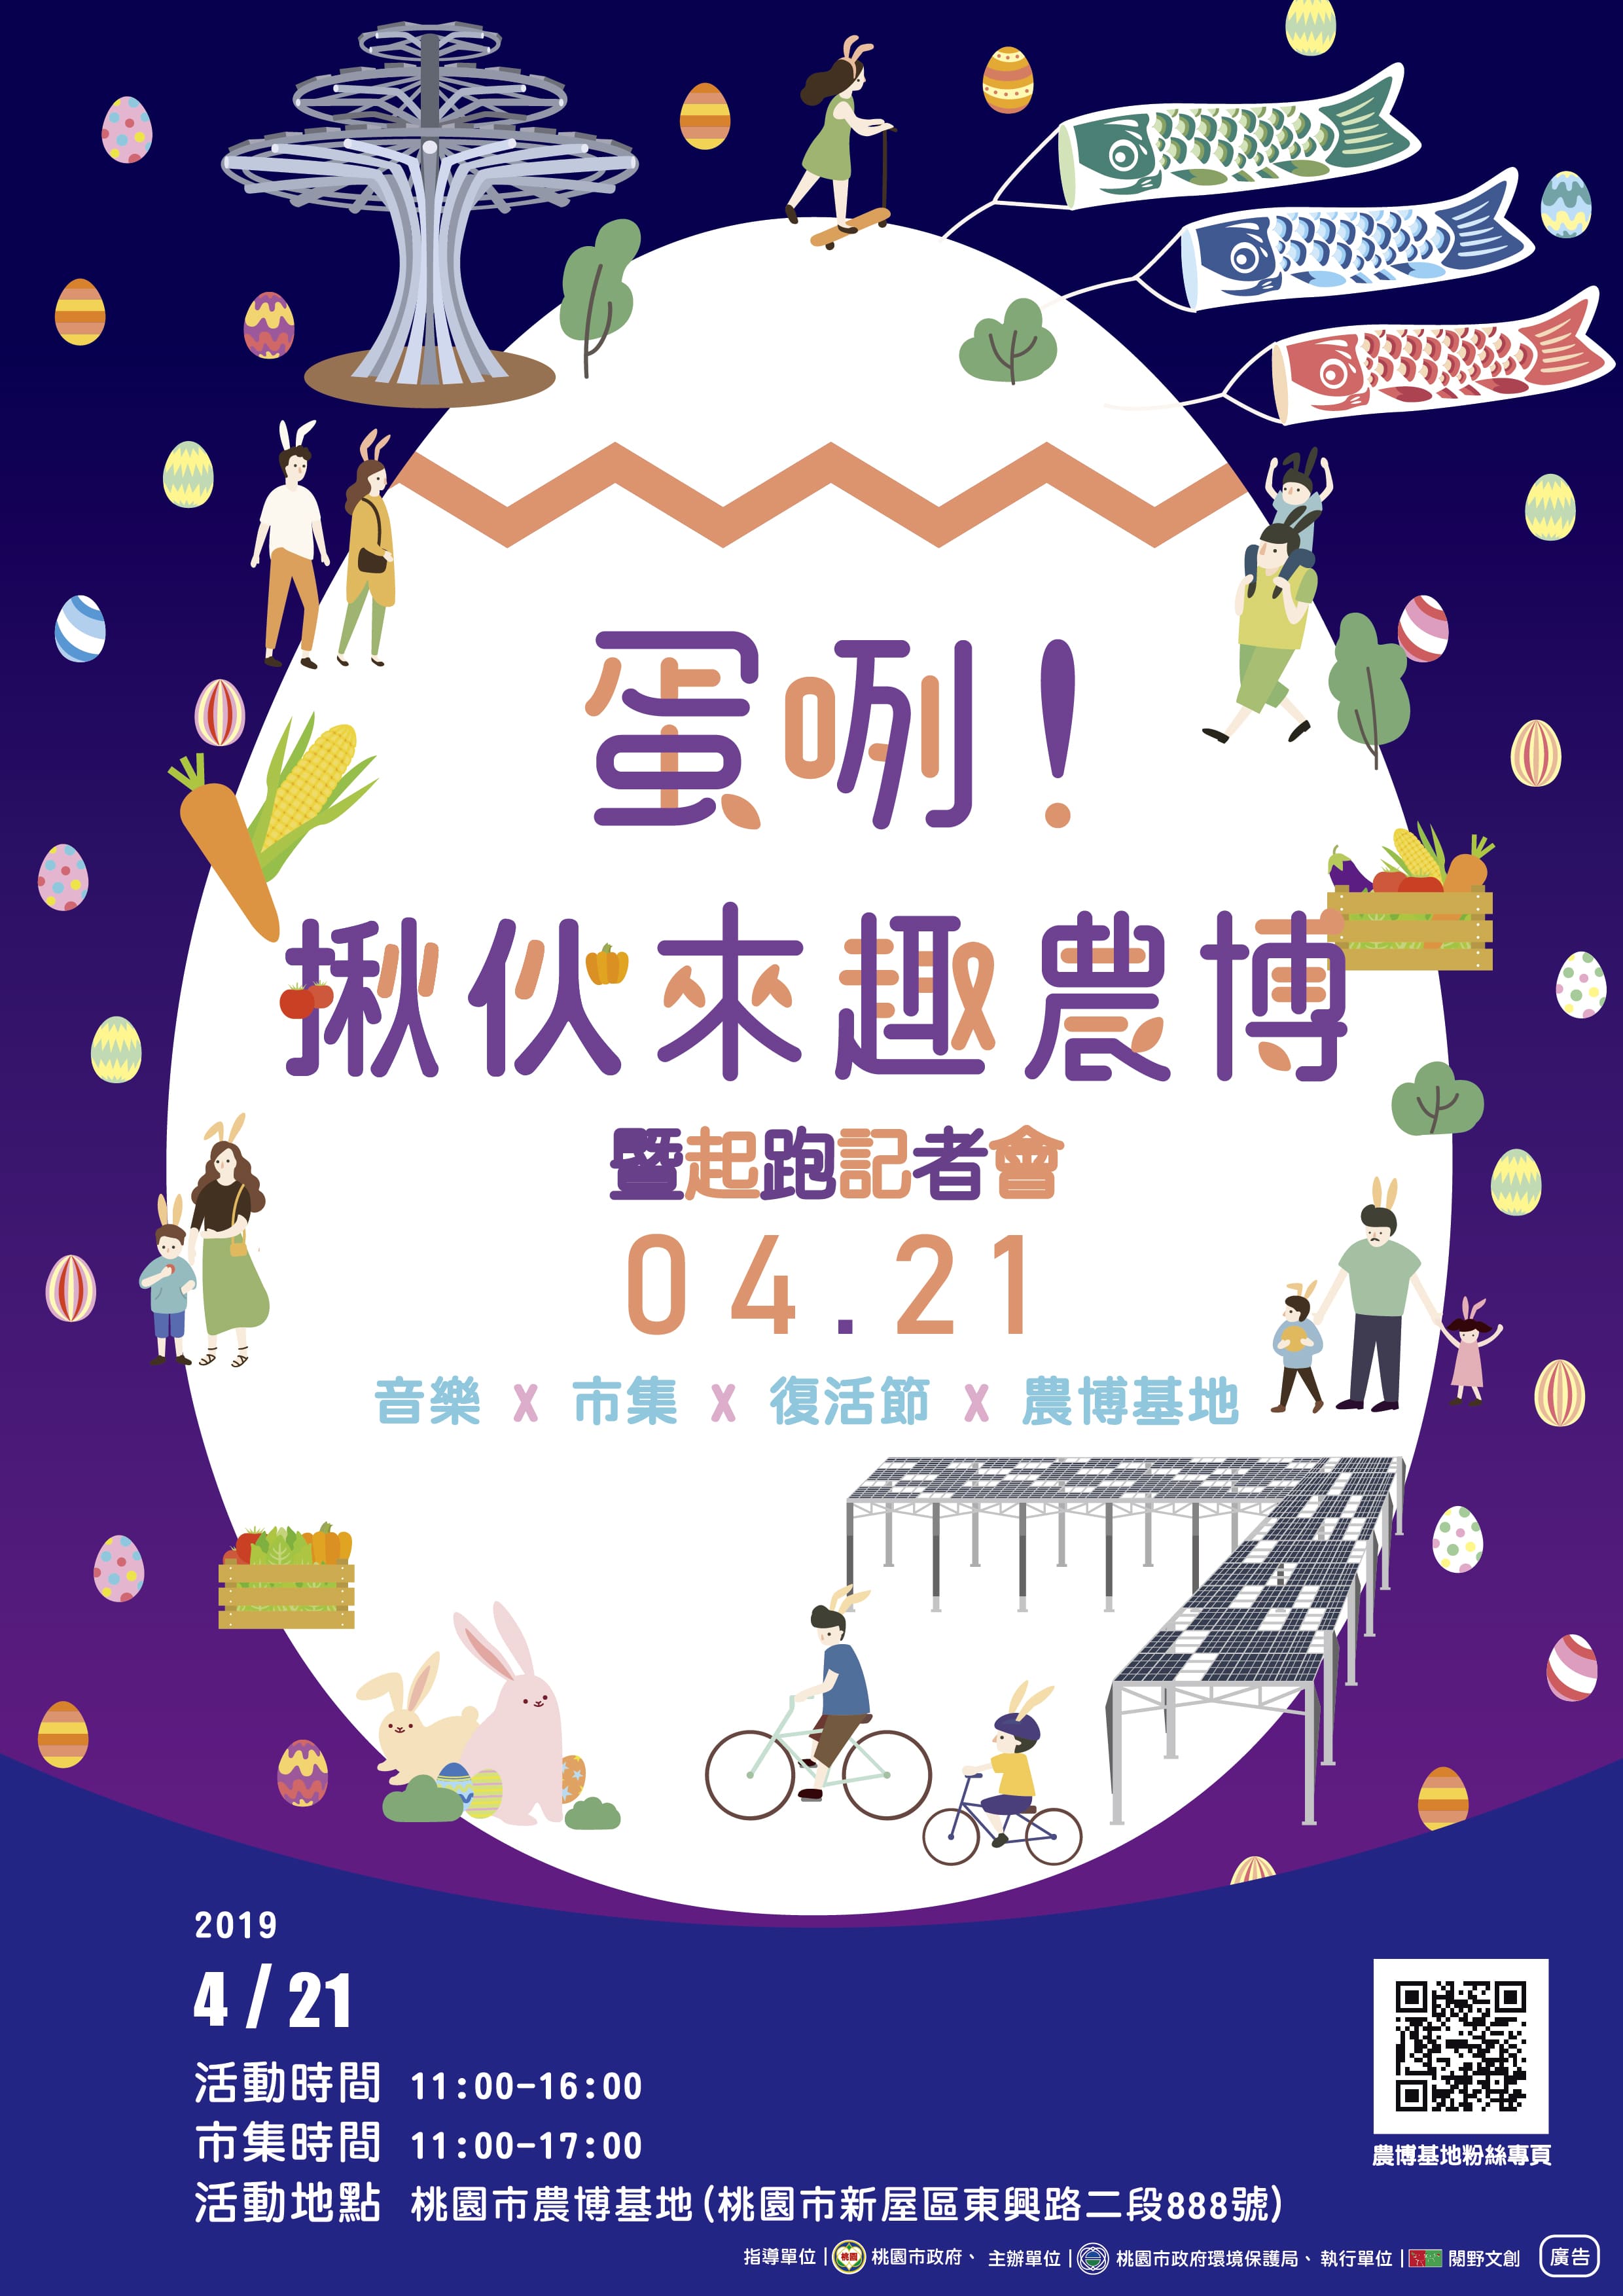 蛋咧！
揪伙來趣農博
暨起跑記者會
04.21
音樂 x 市集 x 復活節 x 農博基地
2019
4/21
活動時間 11:00-16:00
市集時間 11:00-17:00
活動地點 桃園市農博基地(桃園市新屋區東興路二段888號)
農博基地粉絲專頁
指導單位| 桃園 桃園市政府、 主辦單位| 桃園市政府環境保護局、執行單位| 閱野文創 廣告